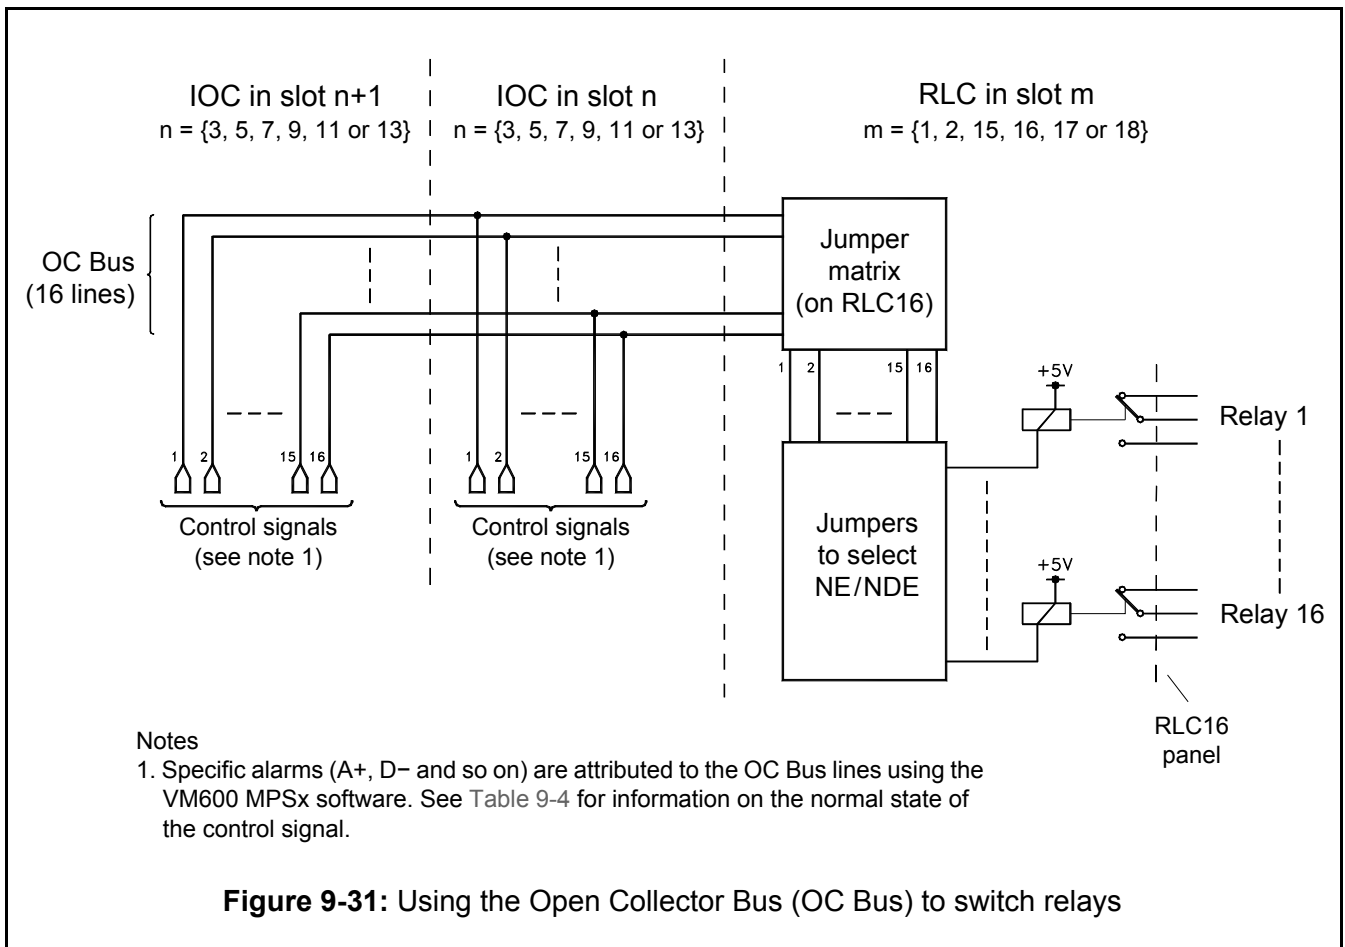 IOC in slot n+1
n = {3, 5, 7, 9, 11 or 13}
IOC in slot n
n = {3, 5, 7, 9, 11 or 13}
RLC in slot m
m = {1, 2, 15, 16, 17 or 18}
OC Bus
(16 lines)
Jumper
matrix
(on RLC16)
1 2 15 16
1 2 15 16
Control signals
(see note 1)
1 2 15 16
Control signals
(see note 1)
Jumpers
to select
NE/NDE
+5V
Relay 1
+5V
Relay 16
RLC16
panel
Notes
1. Specific alarms (A+, D− and so on) are attributed to the OC Bus lines using the
VM600 MPSx software. See Table 9-4 for information on the normal state of
the control signal.
Figure 9-31: Using the Open Collector Bus (OC Bus) to switch relays